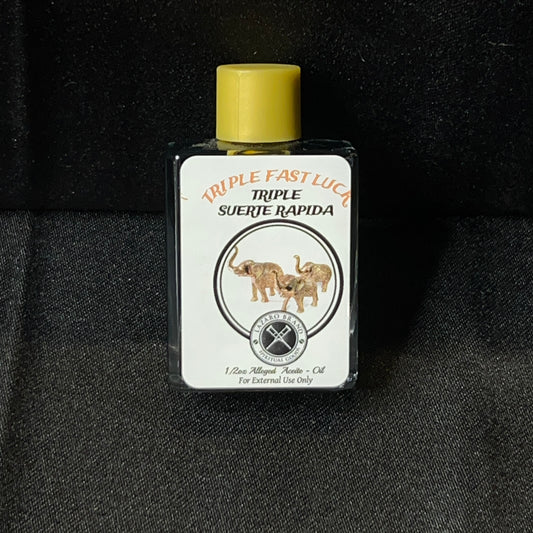 TRIPLE FAST LUCK
TRIPLE
SUERTE RAPIDA
LAZARO BRAND
SPIRITUAL GOODS
1/2oz Alleged Aceite - Oil
For External Use Only